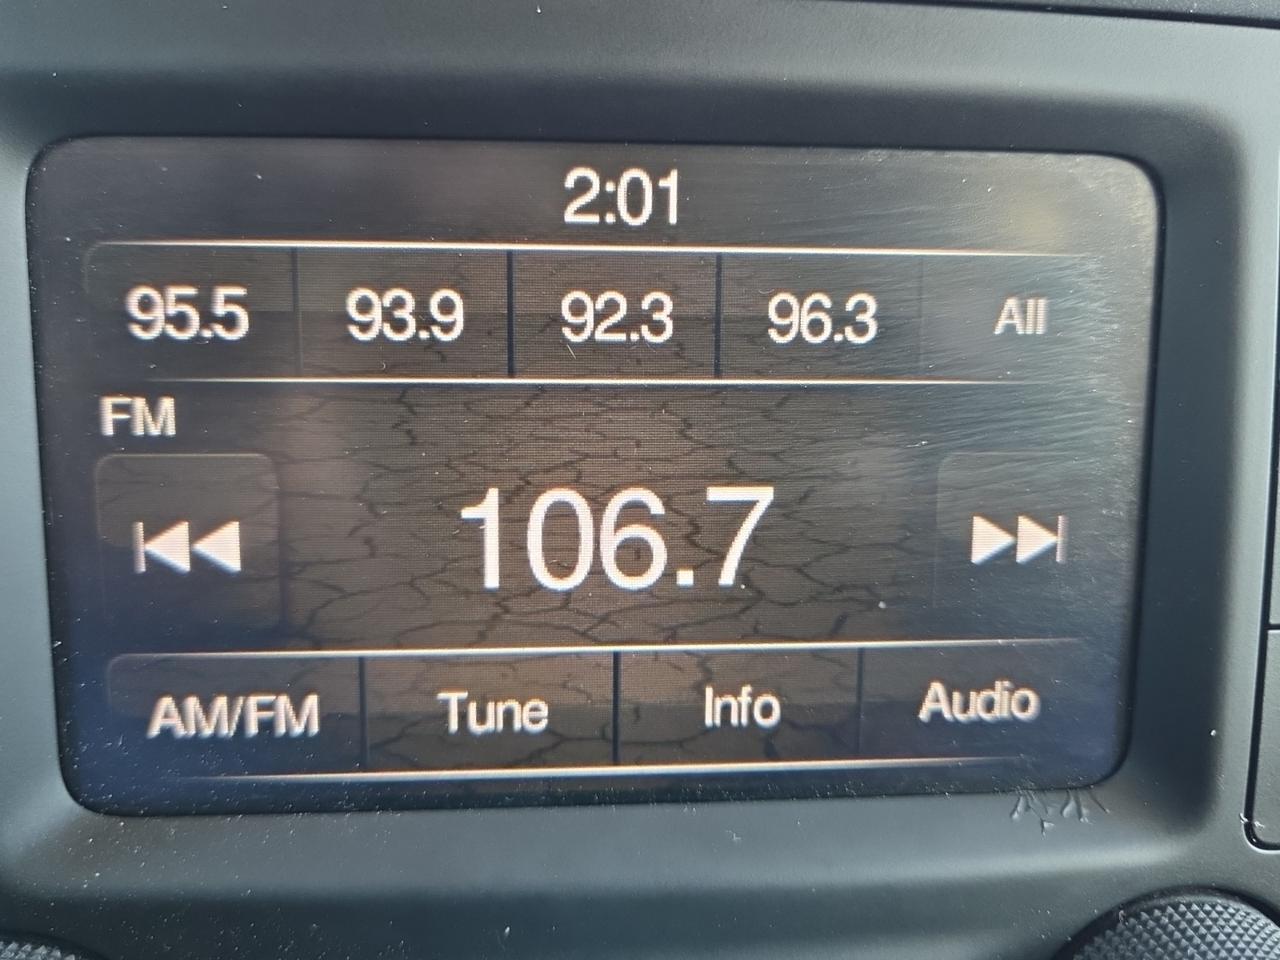 2:01
95.5 93.9 92.3 96.3 All
FM
106.7
AM/FM Tune Info Audio